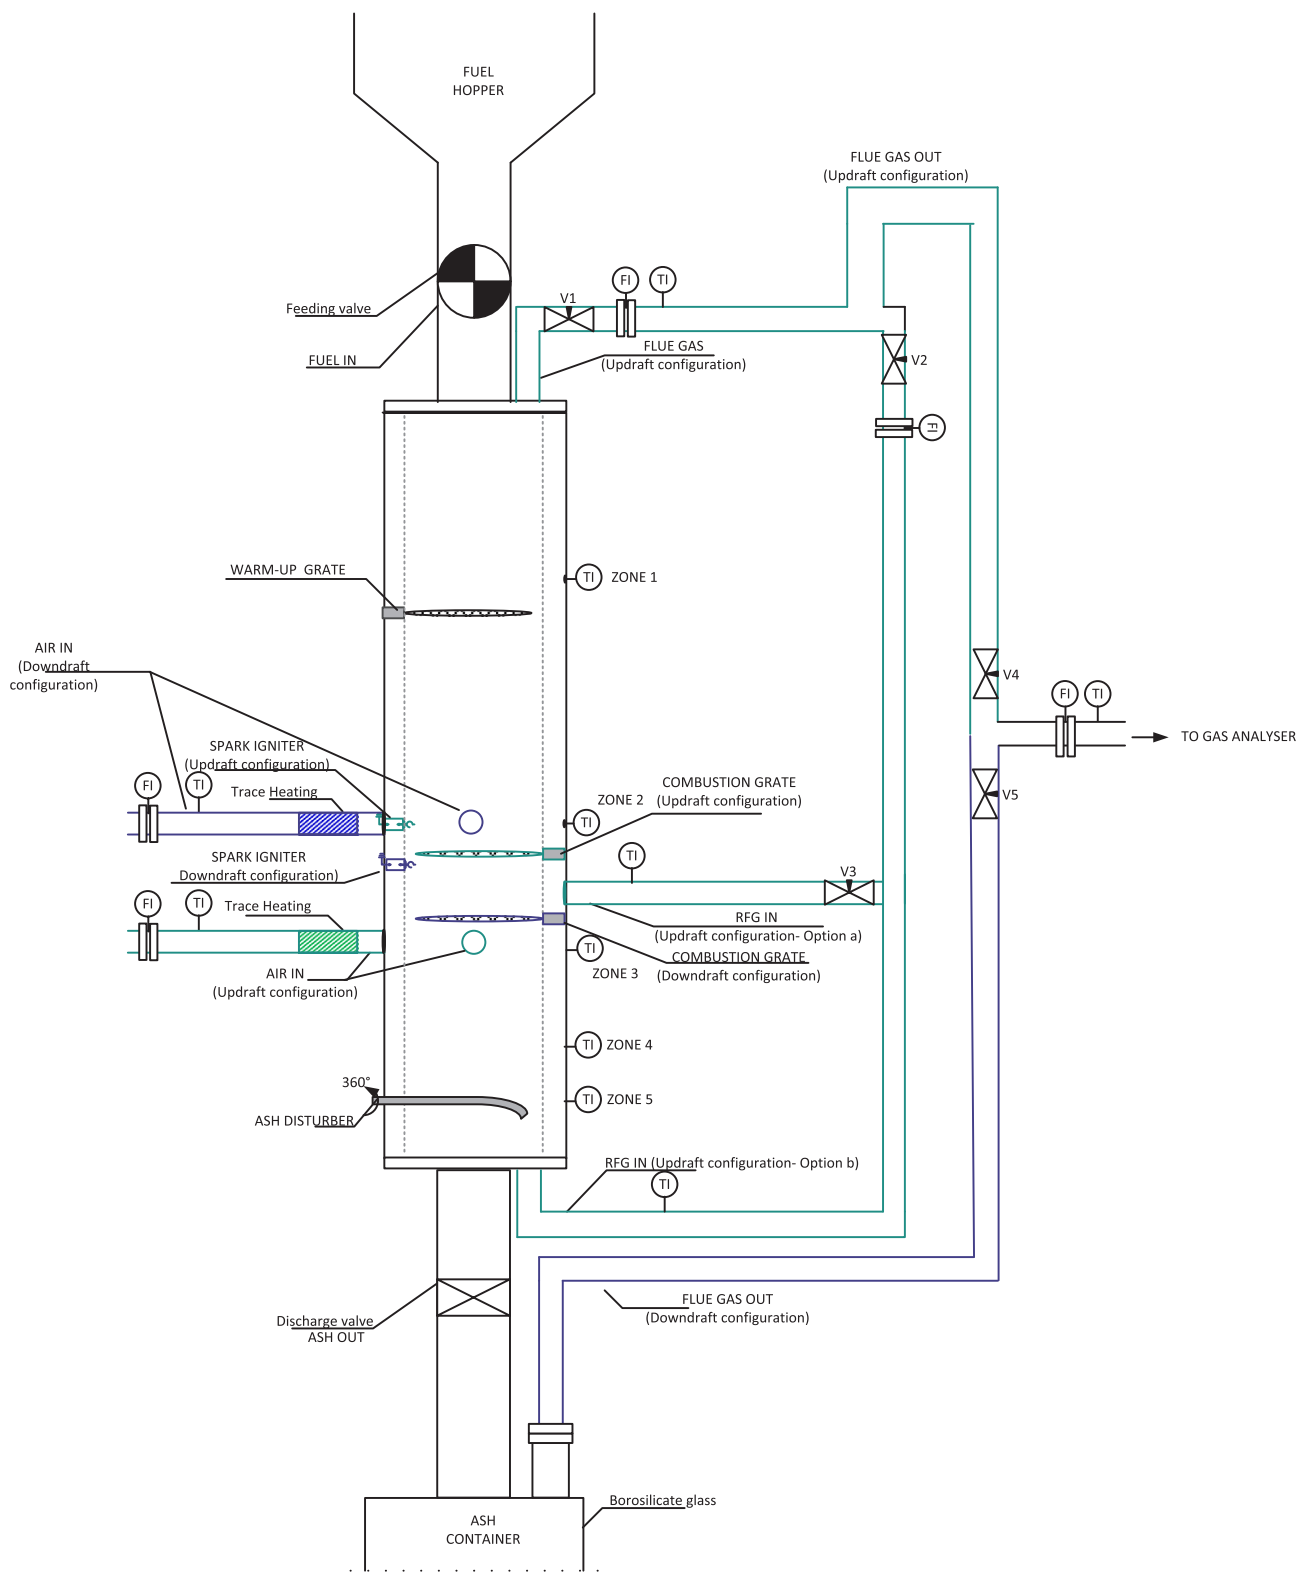 FUEL
HOPPER
FLUE GAS OUT
(Updraft configuration)
FI
TI
V1
Feeding valve
FLUE GAS
(Updraft configuration)
FUEL IN
V2
FI
WARM-UP  GRATE
TI
ZONE 1
AIR IN
(Downdraft
configuration)
V4
FI
TI
TO GAS ANALYSER
SPARK IGNITER
(Updraft configuration)
FI
TI
Trace Heating
COMBUSTION GRATE
(Updraft configuration)
ZONE 2
TI
V5
TI
SPARK IGNITER
Downdraft configuration)
V3
FI
TI
Trace Heating
RFG IN
(Updraft configuration- Option a)
TI
COMBUSTION GRATE
(Downdraft configuration)
ZONE 3
AIR IN
(Updraft configuration)
TI
ZONE 4
360°
TI
ZONE 5
ASH DISTURBER
RFG IN (Updraft configuration- Option b)
TI
FLUE GAS OUT
(Downdraft configuration)
Discharge valve
ASH OUT
Borosilicate glass
ASH
CONTAINER